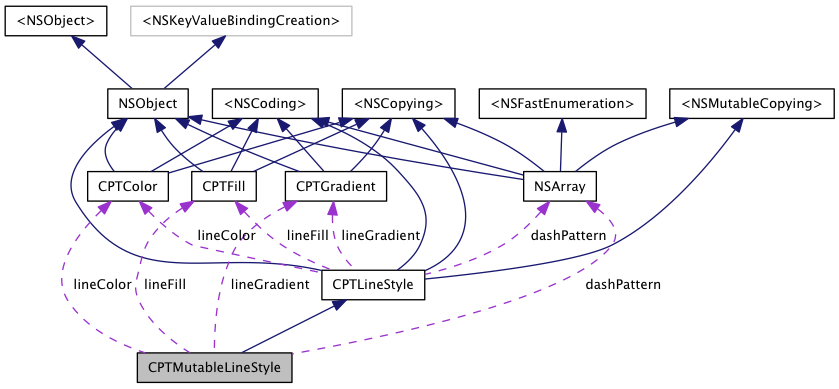 <NSObject>
<NSKeyValueBindingCreation>
NSObject
<NSCoding>
<NSCopying>
<NSFastEnumeration>
<NSMutableCopying>
CPTColor
CPTFill
CPTGradient
NSArray
lineColor
lineFill
lineGradient
dashPattern
lineColor
lineFill
lineGradient
CPTLineStyle
dashPattern
CPTMutableLineStyle